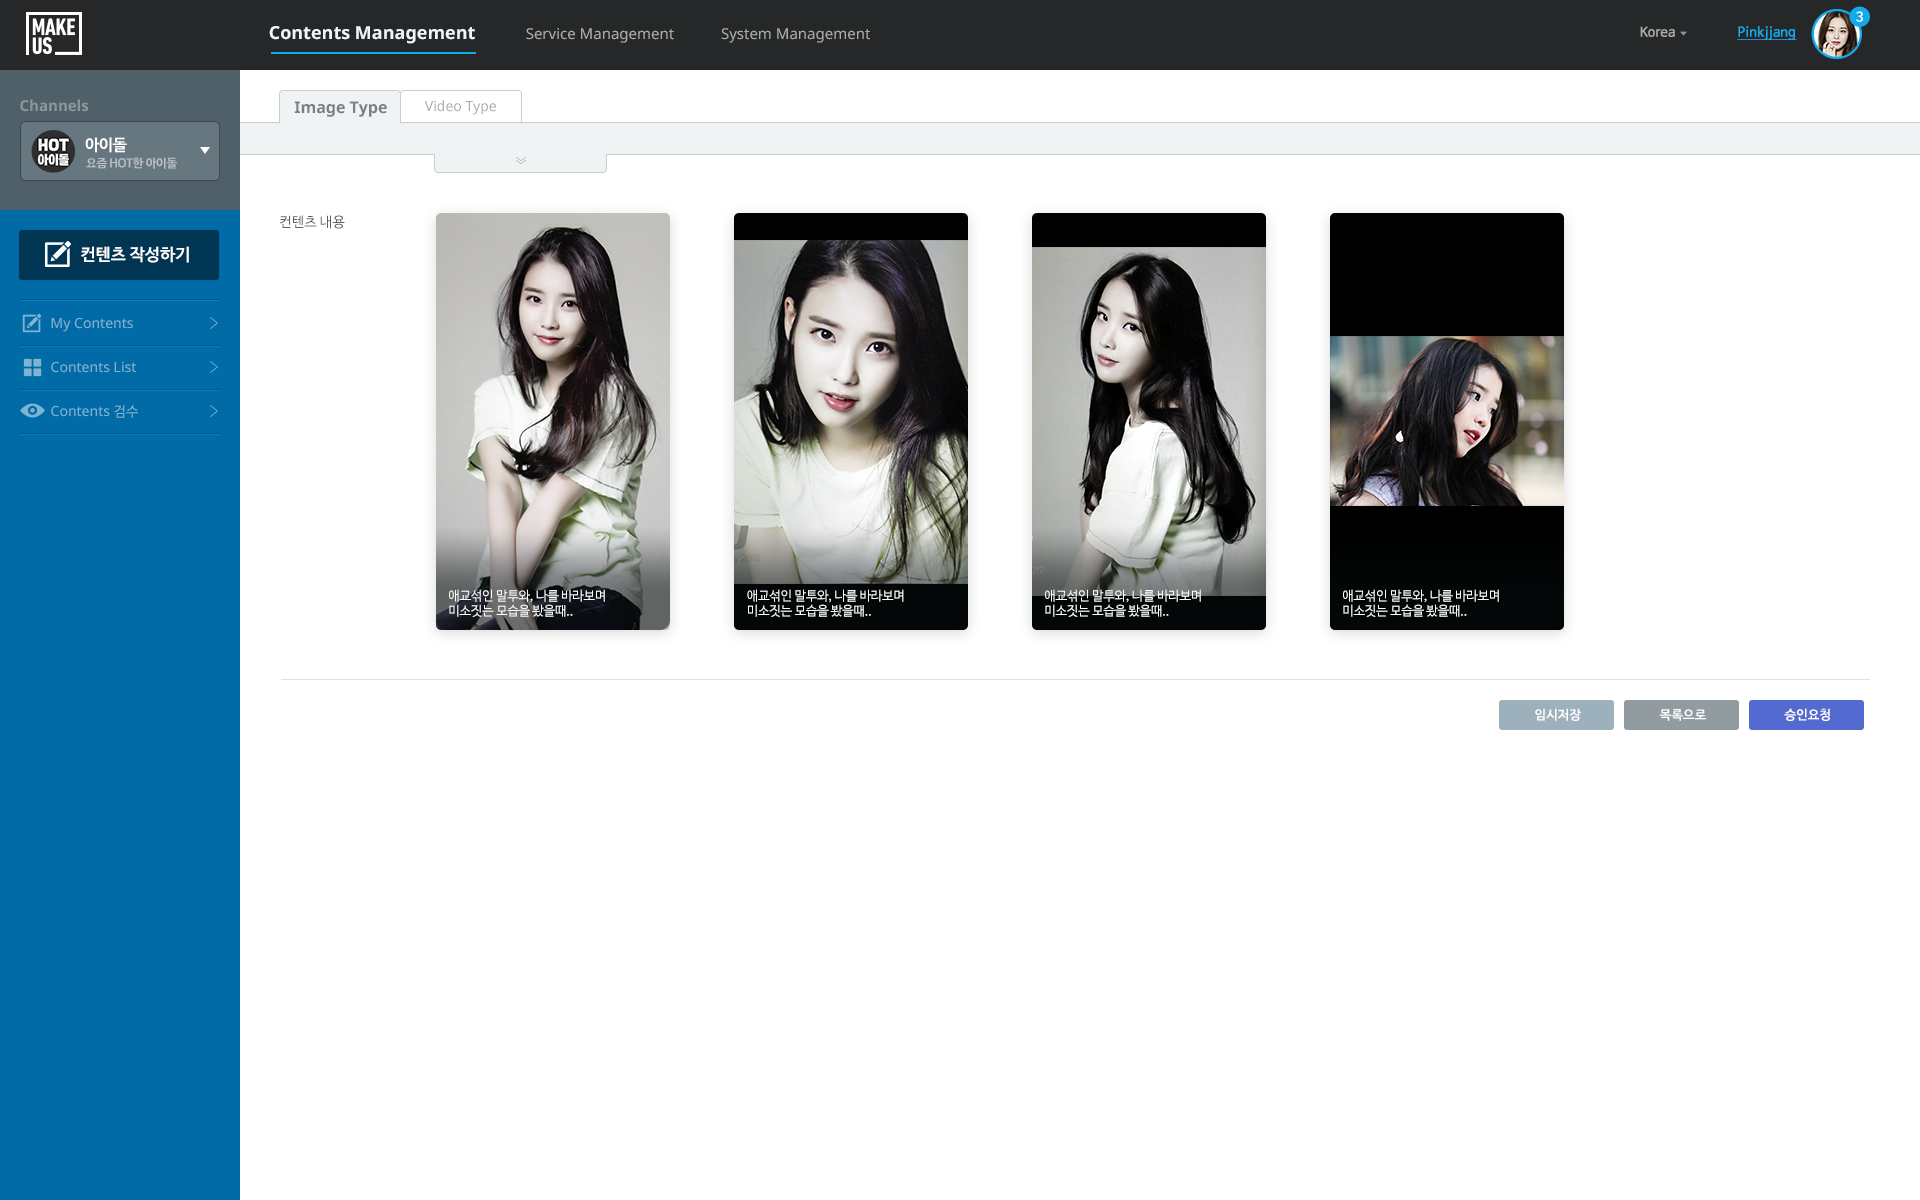 MAKE
US
Contents Management
Service Management
System Management
Korea
Pinkjjang
3
Channels
HOT
아이돌
아이돌
요즘 HOT한 아이돌
컨텐츠 작성하기
My Contents
Contents List
Contents 검수
Image Type
Video Type
컨텐츠 내용
애교섞인 말투와, 나를 바라보며
미소짓는 모습을 봤을때..
애교섞인 말투와, 나를 바라보며
미소짓는 모습을 봤을때..
애교섞인 말투와, 나를 바라보며
미소짓는 모습을 봤을때..
애교섞인 말투와, 나를 바라보며
미소짓는 모습을 봤을때..
임시저장
목록으로
승인요청